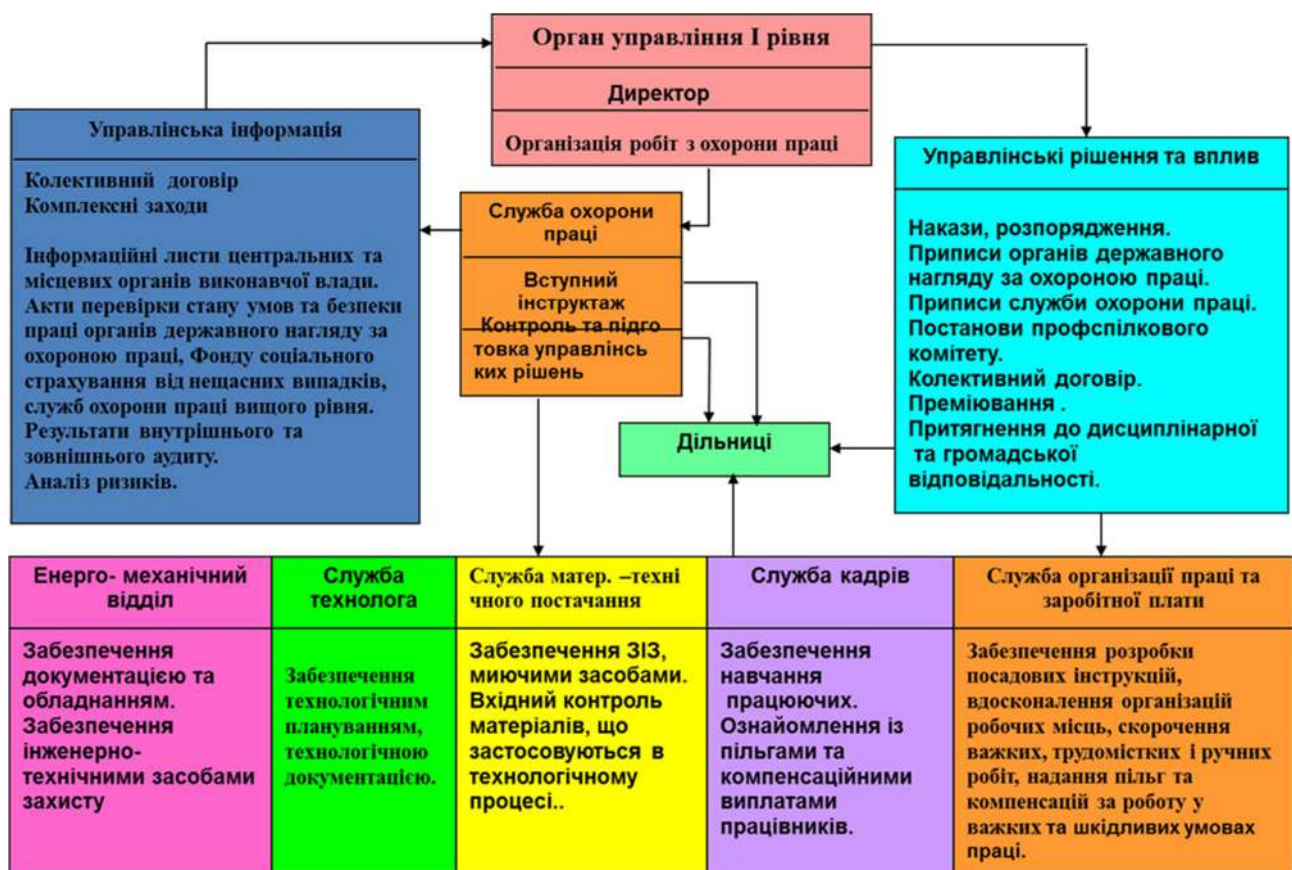 Орган управління І рівня
Директор
Організація робіт з охорони праці
Управлінська інформація
Колективний договір
Комплексні заходи
Інформаційні листи центральних та
місцевих органів виконавчої влади.
Акти перевірки стану умов та безпеки
праці органів державного нагляду за
охороною праці, Фонду соціального
страхування від нещасних випадків,
служб охорони праці вищого рівня.
Результати внутрішнього та
зовнішнього аудиту.
Аналіз ризиків.
Служба охорони
праці
Вступний
інструктаж
Контроль та підго
товка управлінсь
ких рішень
Дільниці
Управлінські рішення та вплив
Накази, розпорядження.
Приписи органів державного
нагляду за охороною праці.
Приписи служби охорони праці.
Постанови профспілкового
комітету.
Колективний договір.
Преміювання .
Притягнення до дисциплінарної
та громадської
відповідальності.
Енерго- механічний
відділ
Забезпечення
документацією та
обладнанням.
Забезпечення
інженерно-
технічними засобами
захисту
Служба
технолога
Забезпечення
технологічним
плануванням,
технологічною
документацією.
Служба матер. –техні
чного постачання
Забезпечення ЗІЗ,
миючими засобами.
Вхідний контроль
матеріалів, що
застосовуються в
технологічному
процесі..
Служба кадрів
Забезпечення
навчання
працюючих.
Ознайомлення із
пільгами та
компенсаційними
виплатами
працівників.
Служба організації праці та
заробітної плати
Забезпечення розробки
посадових інструкцій,
вдосконалення організацій
робочих місць, скорочення
важких, трудомістких і ручних
робіт, надання пільг та
компенсацій за роботу у
важких та шкідливих умовах
праці.